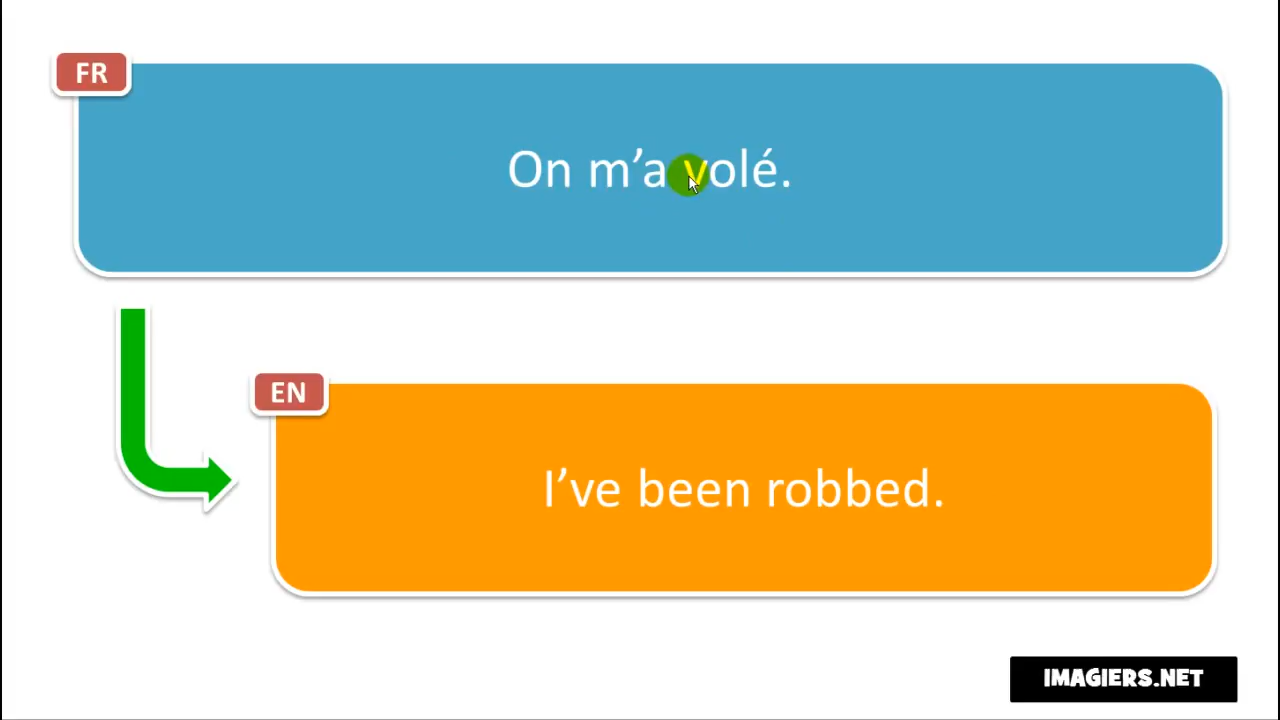 FR
On m’a volé.
EN
I’ve been robbed.
IMAGIERS.NET